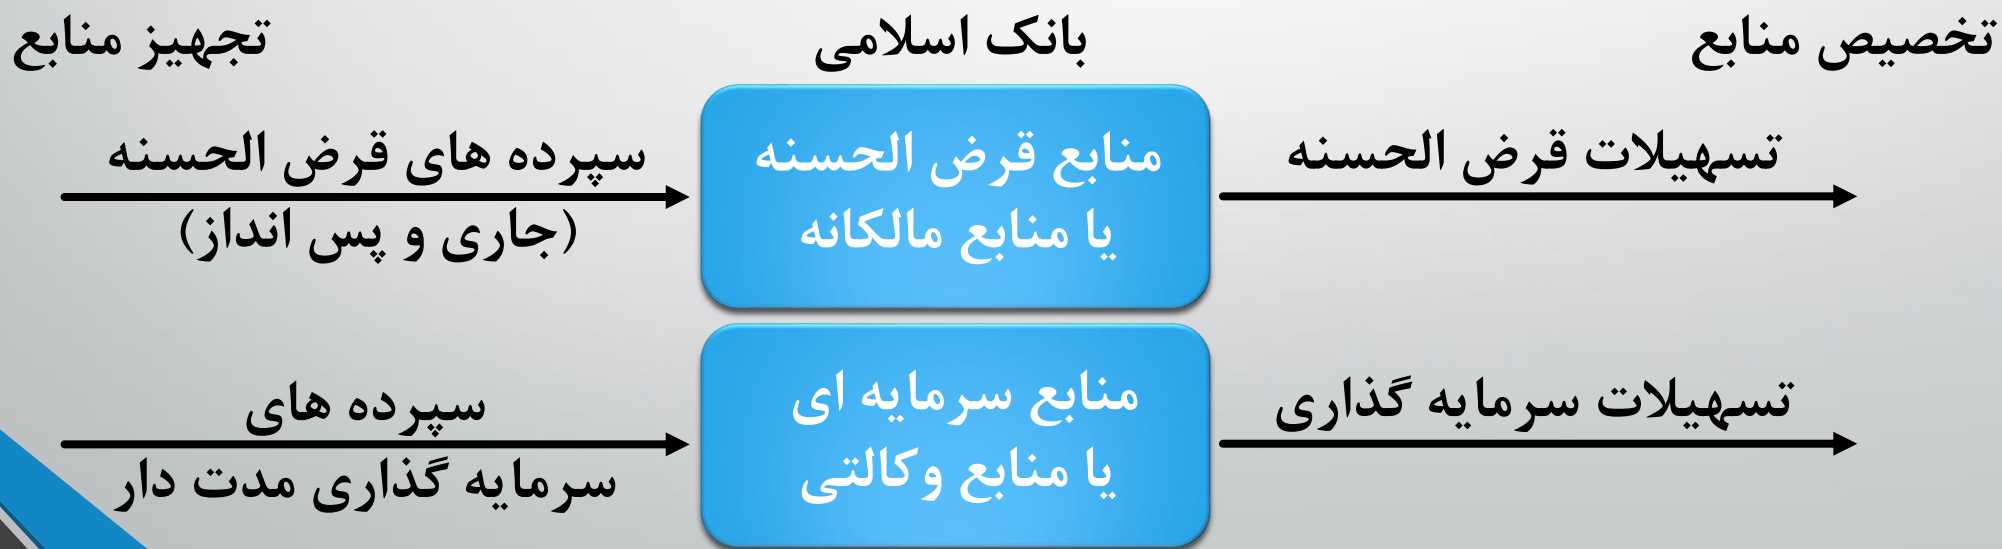 تخصیص منابع
بانک اسلامی
تجهیز منابع
سپرده های قرض الحسنه
(جاری و پس انداز)
منابع قرض الحسنه
یا منابع مالکانه
تسهیلات قرض الحسنه
سپرده های
سرمایه گذاری مدت دار
منابع سرمایه ای
یا منابع وکالتی
تسهیلات سرمایه گذاری